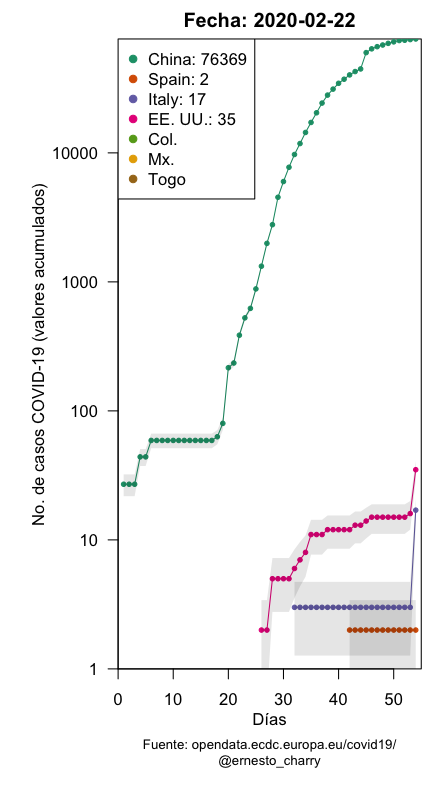 Fecha: 2020-02-22
China: 76369
Spain: 2
Italy: 17
EE. UU.: 35
Col.
Mx.
Togo
No. de casos COVID-19 (valores acumulados)
10000
1000
100
10
1
0 10 20 30 40 50
Días
Fuente: opendata.ecdc.europa.eu/covid19/
@ernesto_charry